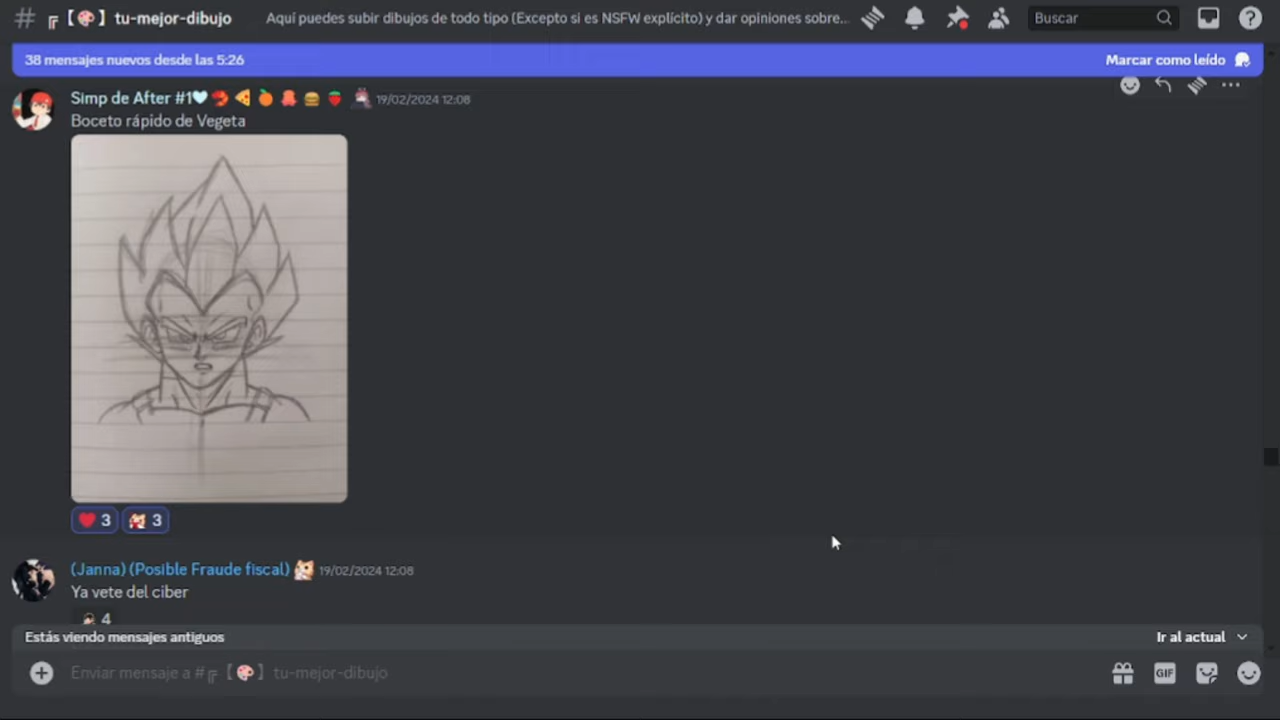 # ╔【🎨】tu-mejor-dibujo
Aquí puedes subir dibujos de todo tipo (Excepto si es NSFW explícito) y dar opiniones sobre...
Buscar
38 mensajes nuevos desde las 5:26
Marcar como leído
Simp de After #1🤍🦐🍕🍊🐙🍔🍓 19/02/2024 12:08
Boceto rápido de Vegeta
❤️ 3 3
(Janna) (Posible Fraude fiscal) 19/02/2024 12:08
Ya vete del ciber
4
Estás viendo mensajes antiguos
Ir al actual
Enviar mensaje a #╔【🎨】tu-mejor-dibujo
GIF